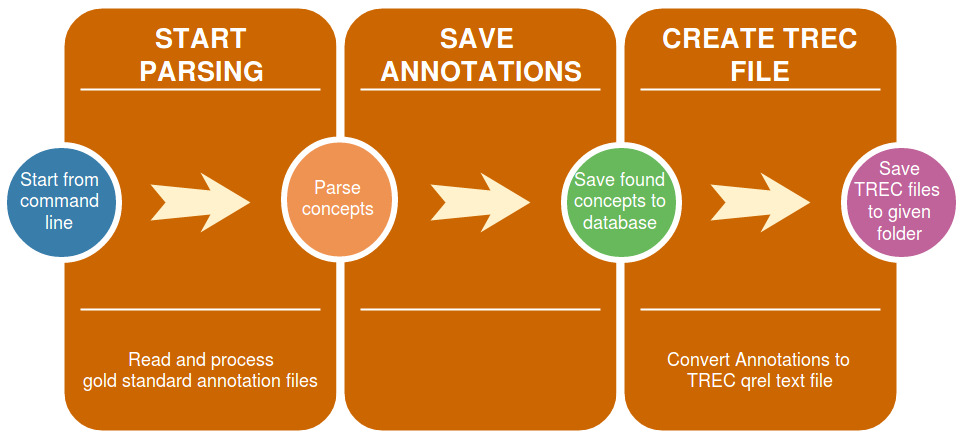 START
PARSING
SAVE
ANNOTATIONS
CREATE TREC
FILE
Start from
command
line
Parse
concepts
Save found
concepts to
database
Save
TREC files
to given
folder
Read and process
gold standard annotation files
Convert Annotations to
TREC qrel text file